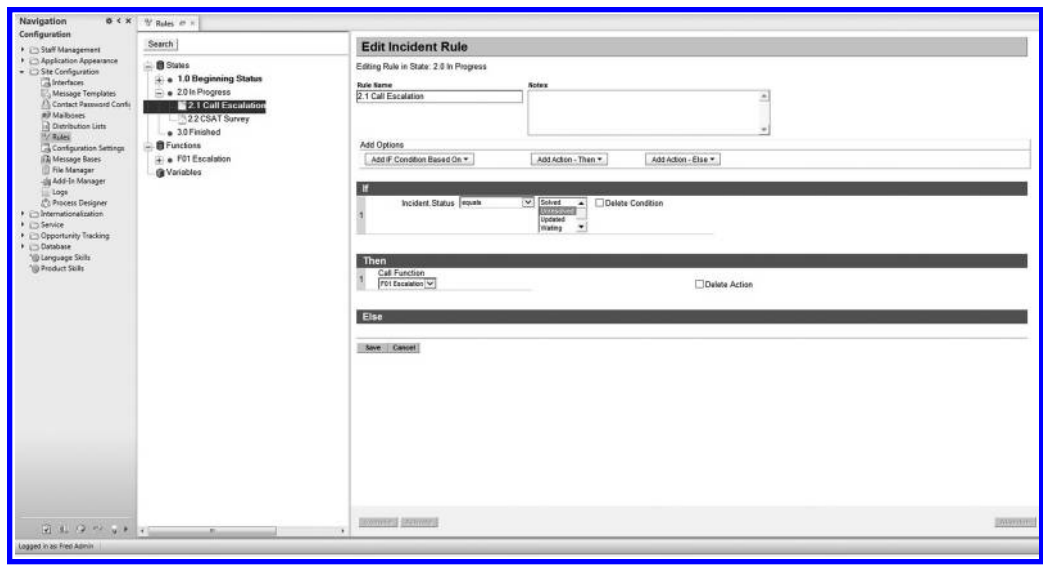 Navigation
Configuration
Staff Management
Application Appearance
Site Configuration
Interfaces
Message Templates
Contact Password Confi
Mailboxes
Distribution Lists
Rules
Configuration Settings
Message Bases
File Manager
Add-In Manager
Logs
Process Designer
Internationalization
Service
Opportunity Tracking
Database
Language Skills
Product Skills
Logged in as: Fred Admin
Rules
Search
States
1.0 Beginning Status
2.0 In Progress
2.1 Call Escalation
2.2 CSAT Survey
3.0 Finished
Functions
F01 Escalation
Variables
Edit Incident Rule
Editing Rule in State: 2.0 In Progress
Rule Name Notes
2.1 Call Escalation
Add Options
Add IF Condition Based On Add Action - Then Add Action - Else
If
1 Incident.Status equals Solved Delete Condition
Unresolved
Updated
Waiting
Then
1 Call Function
F01 Escalation Delete Action
Else
Save Cancel